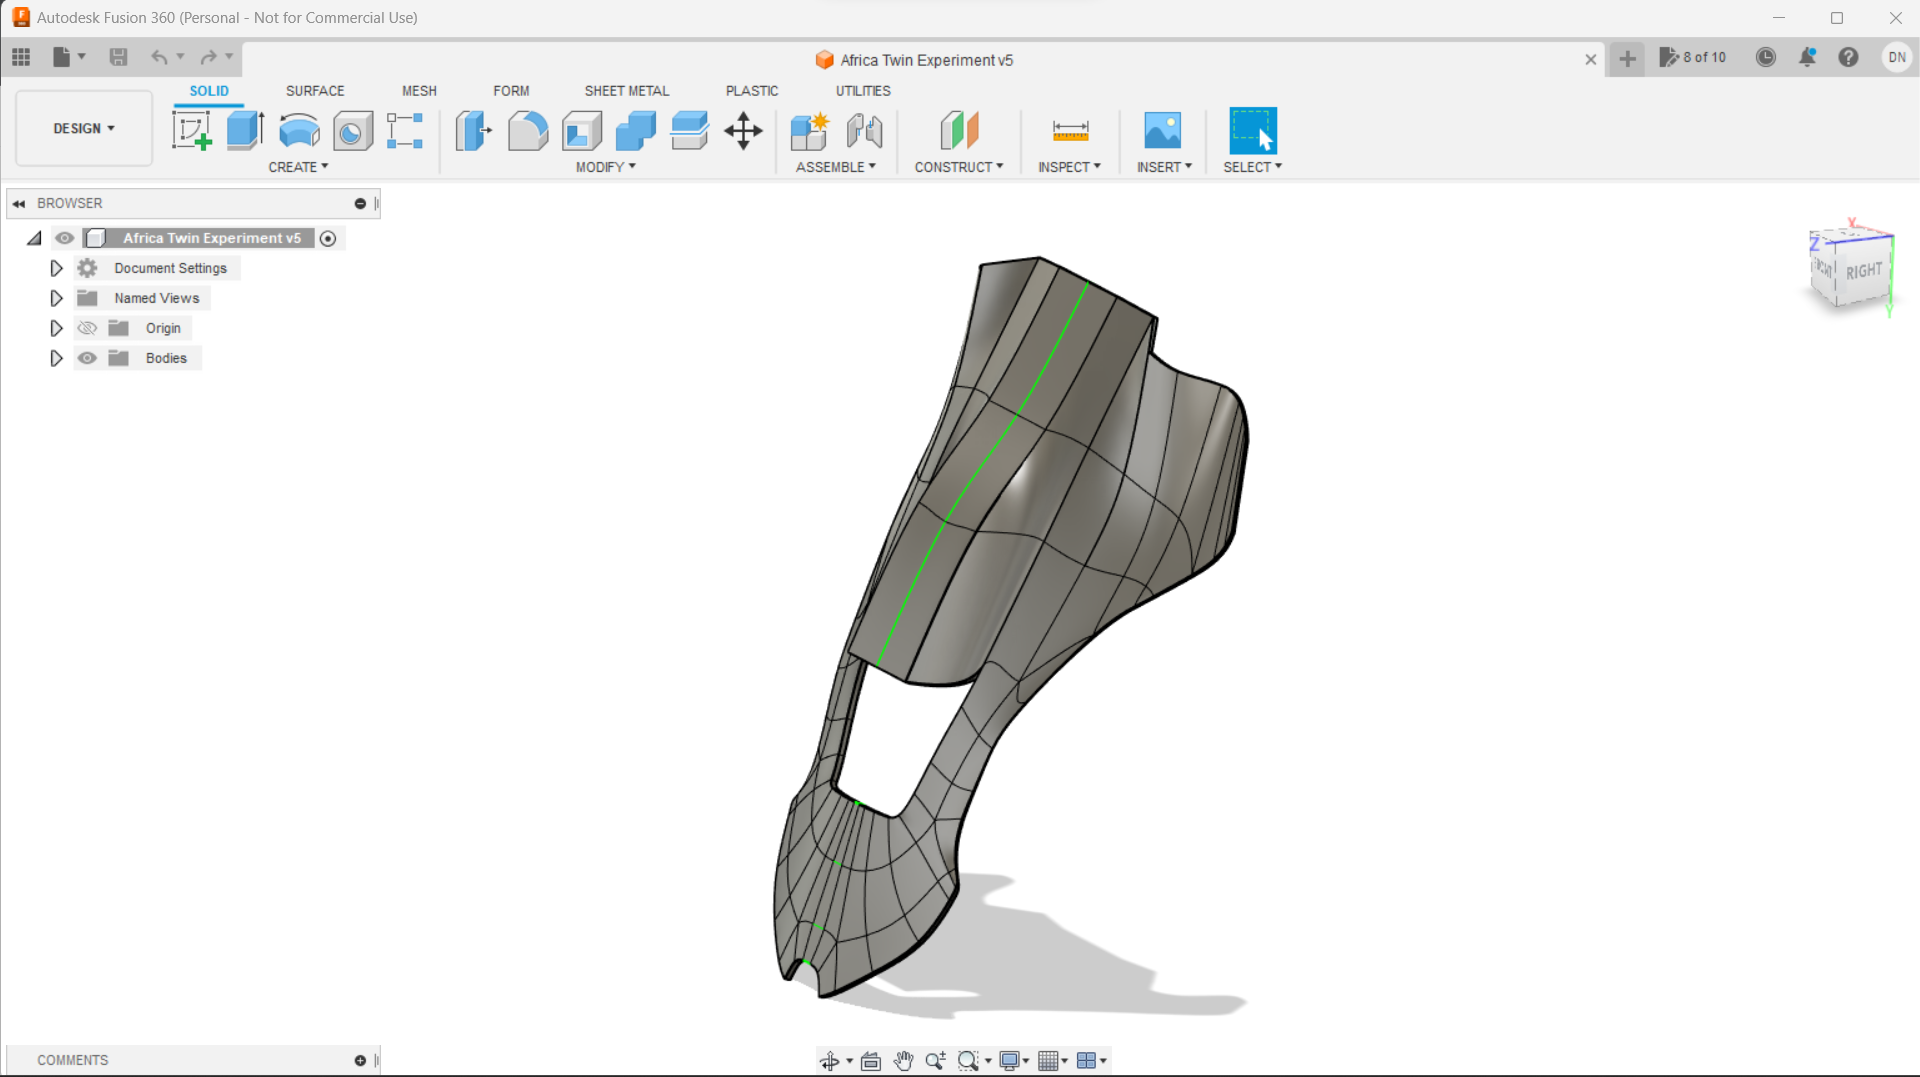 Autodesk Fusion 360 (Personal - Not for Commercial Use)
Africa Twin Experiment v5
8 of 10
DN
DESIGN
SOLID SURFACE MESH FORM SHEET METAL PLASTIC UTILITIES
CREATE MODIFY ASSEMBLE CONSTRUCT INSPECT INSERT SELECT
BROWSER
Africa Twin Experiment v5
Document Settings
Named Views
Origin
Bodies
X
Z
FRONT RIGHT
Y
COMMENTS